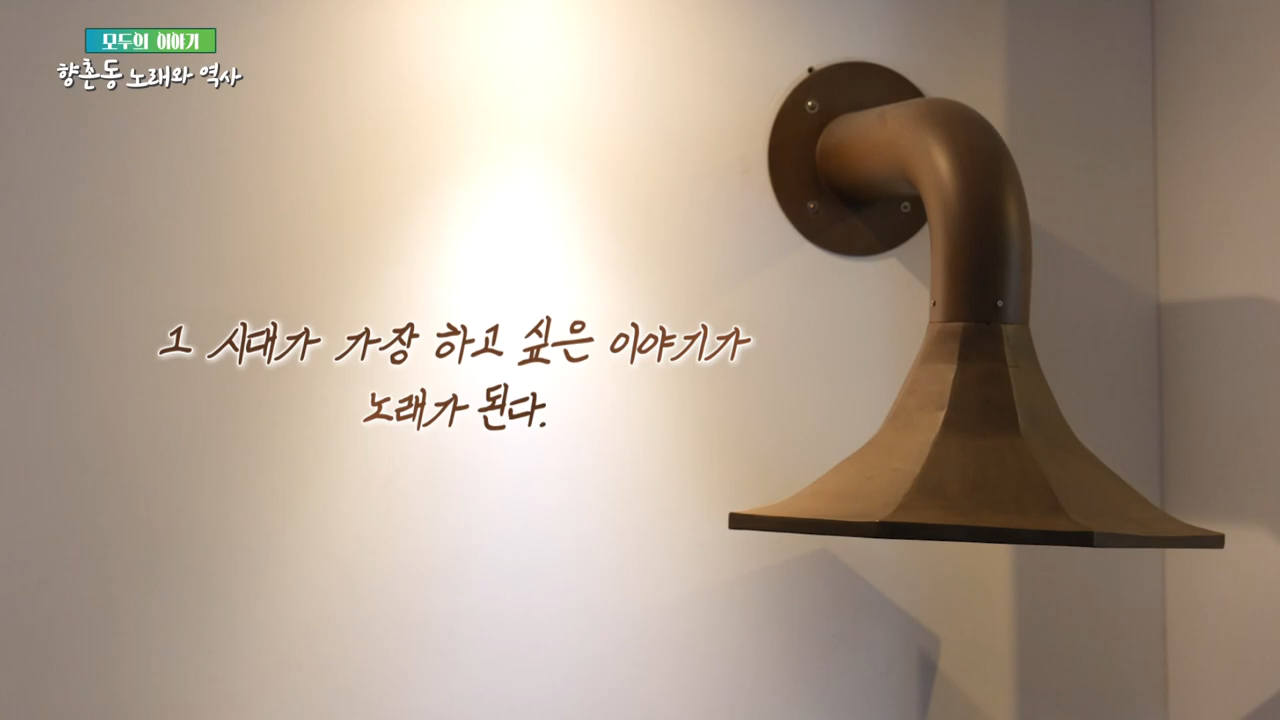 모두의 이야기
향촌동 노래와 역사
그 시대가 가장 하고 싶은 이야기가
노래가 된다.